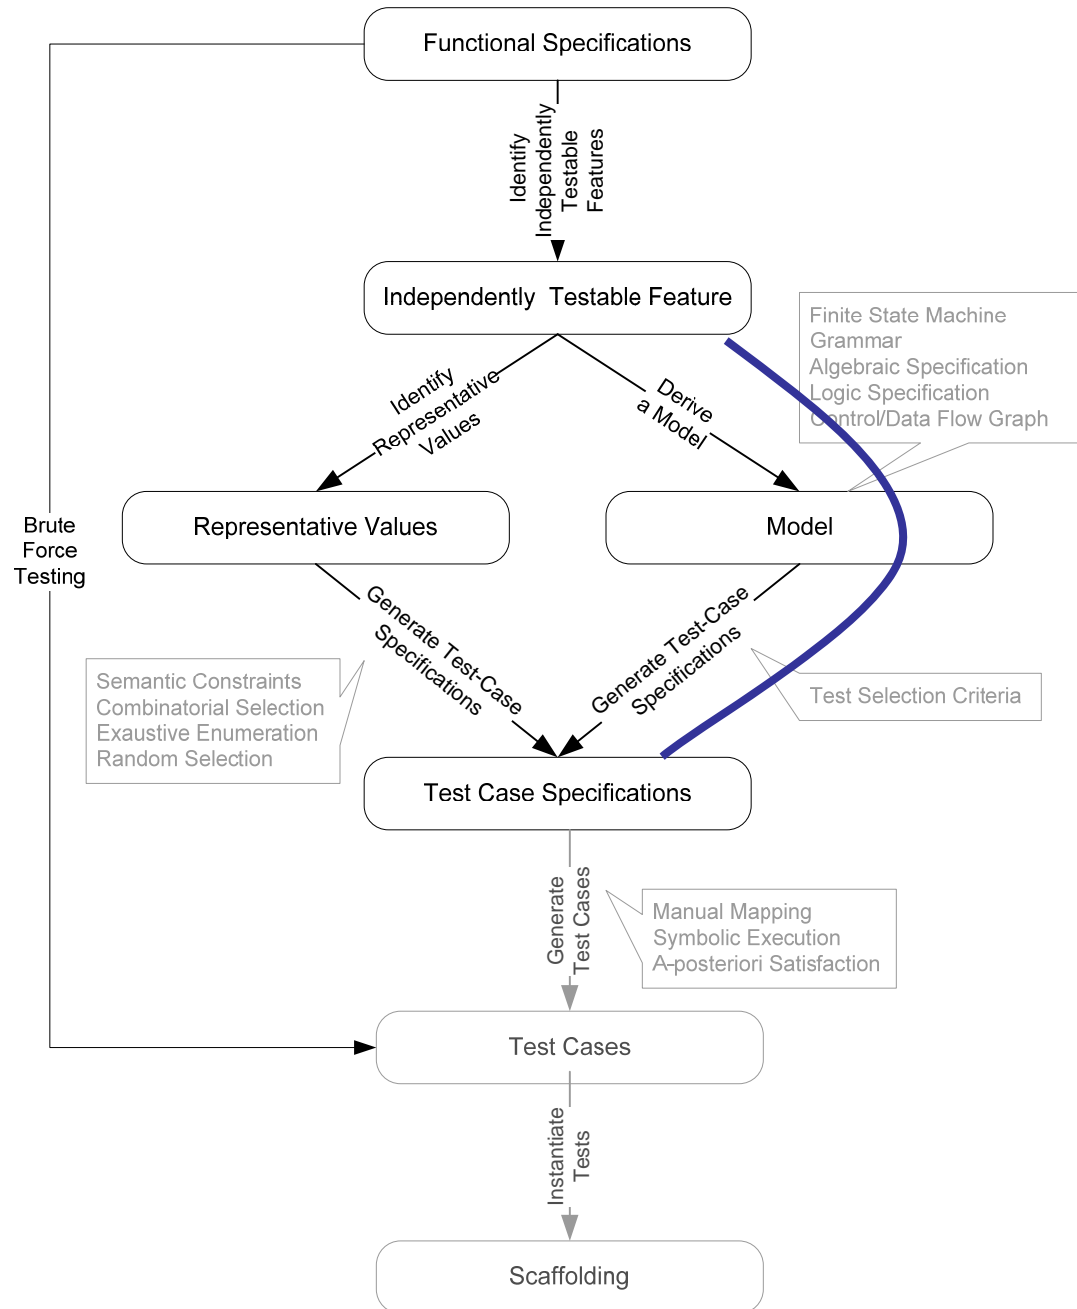 Functional Specifications
Identify
Independently
Testable
Features
Independently Testable Feature
Finite State Machine
Grammar
Algebraic Specification
Logic Specification
Control/Data Flow Graph
Identify
Representative
Values
Derive
a Model
Representative Values
Model
Brute
Force
Testing
Generate Test-Case
Specifications
Generate Test-Case
Specifications
Semantic Constraints
Combinatorial Selection
Exaustive Enumeration
Random Selection
Test Selection Criteria
Test Case Specifications
Generate
Test Cases
Manual Mapping
Symbolic Execution
A-posteriori Satisfaction
Test Cases
Instantiate
Tests
Scaffolding